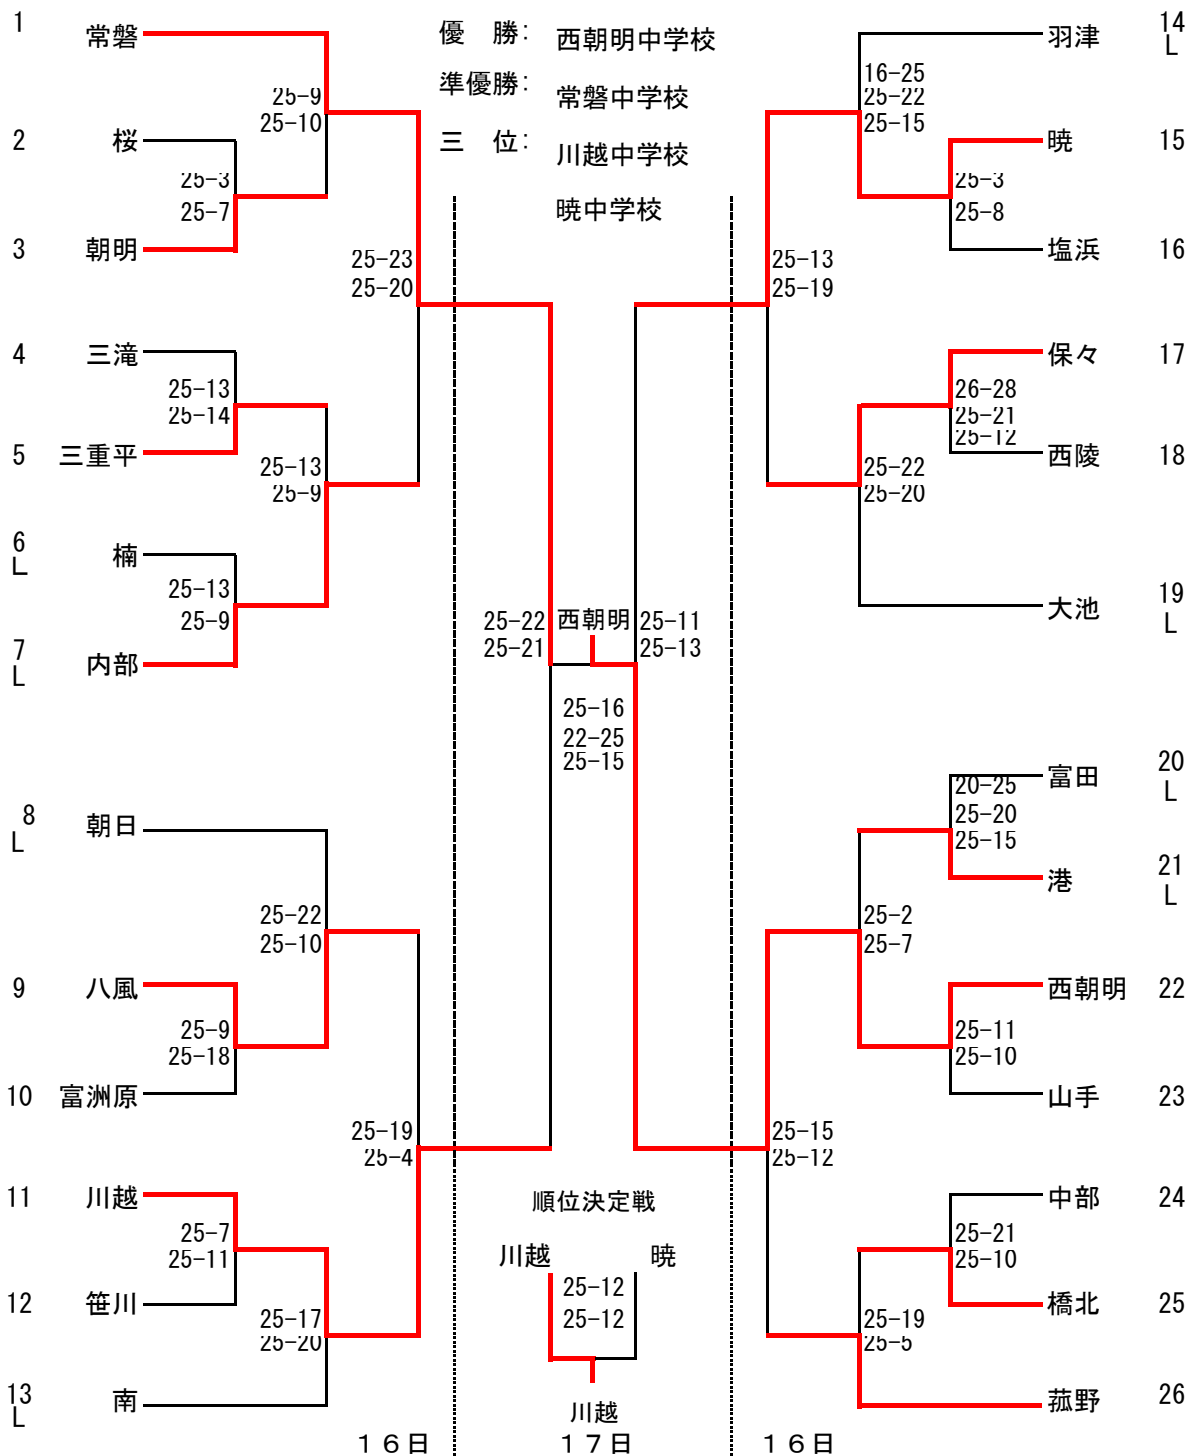 優　勝： 西朝明中学校
準優勝： 常磐中学校
三　位： 川越中学校
暁中学校
1 常磐
25-9
25-10
2 桜
25-3
25-7
3 朝明
25-23
25-20
4 三滝
25-13
25-14
5 三重平
25-13
25-9
6
L 楠
25-13
25-9
7
L 内部
25-22
25-21
8
L 朝日
25-22
25-10
9 八風
25-9
25-18
10 富洲原
25-19
25-4
11 川越
25-7
25-11
12 笹川
25-17
25-20
13
L 南
西朝明
25-16
22-25
25-15
順位決定戦
川越 暁
25-12
25-12
川越
羽津 14
L
16-25
25-22
25-15
暁 15
25-3
25-8
塩浜 16
25-13
25-19
保々 17
26-28
25-21
25-12
西陵 18
25-22
25-20
大池 19
L
25-11
25-13
富田 20
L
20-25
25-20
25-15
港 21
L
25-2
25-7
西朝明 22
25-11
25-10
山手 23
25-15
25-12
中部 24
25-21
25-10
橋北 25
25-19
25-5
菰野 26
１６日 １７日 １６日